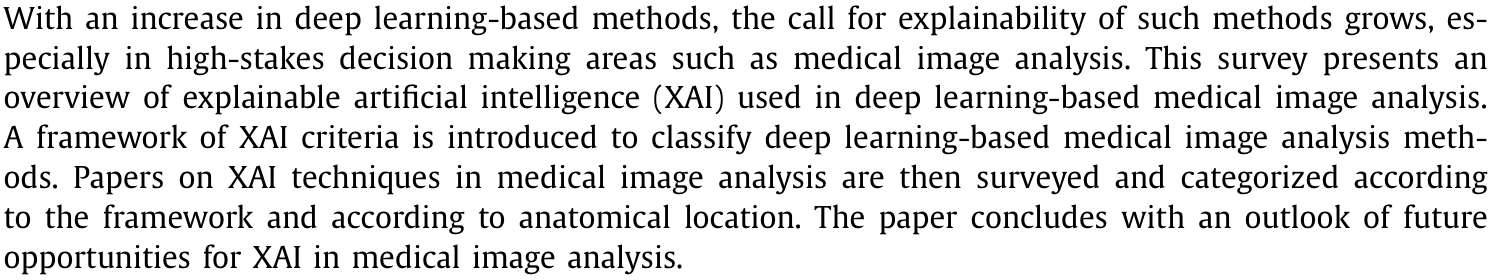 With an increase in deep learning-based methods, the call for explainability of such methods grows, es-
pecially in high-stakes decision making areas such as medical image analysis. This survey presents an
overview of explainable artificial intelligence (XAI) used in deep learning-based medical image analysis.
A framework of XAI criteria is introduced to classify deep learning-based medical image analysis meth-
ods. Papers on XAI techniques in medical image analysis are then surveyed and categorized according
to the framework and according to anatomical location. The paper concludes with an outlook of future
opportunities for XAI in medical image analysis.